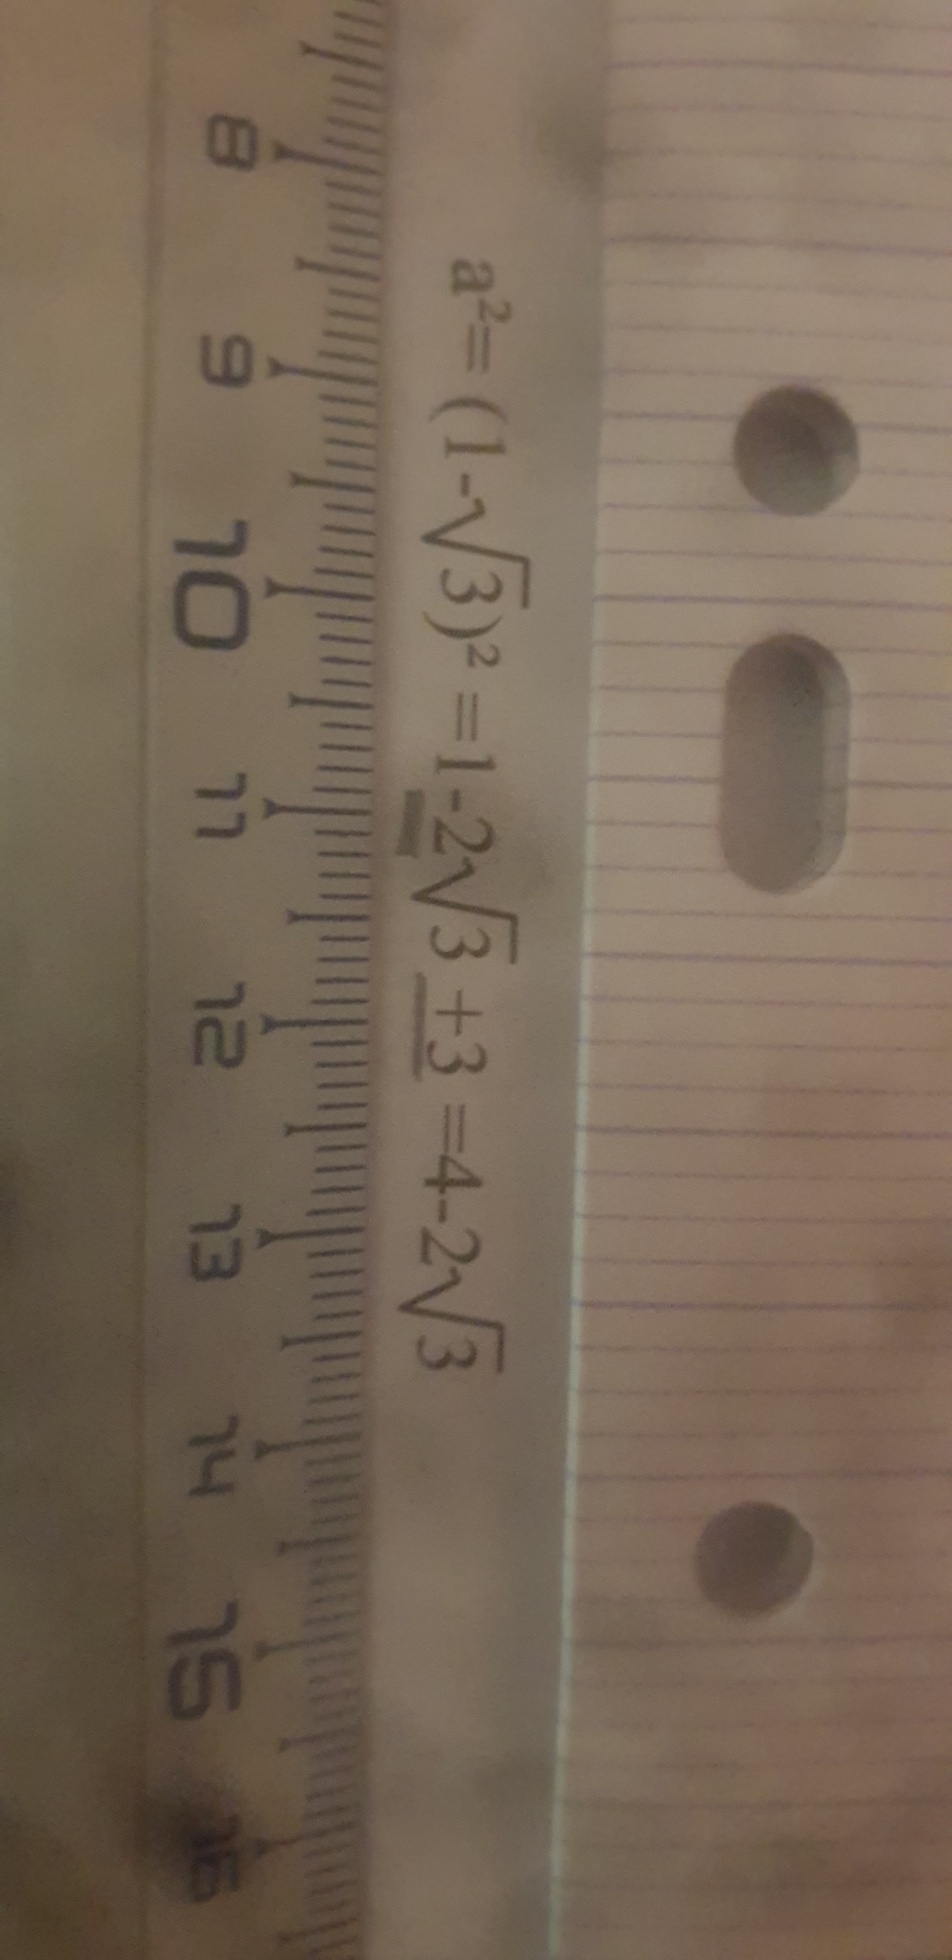 a²= (1-√3)² =1-2√3 +3 =4-2√3
8 9 10 11 12 13 14 15 16